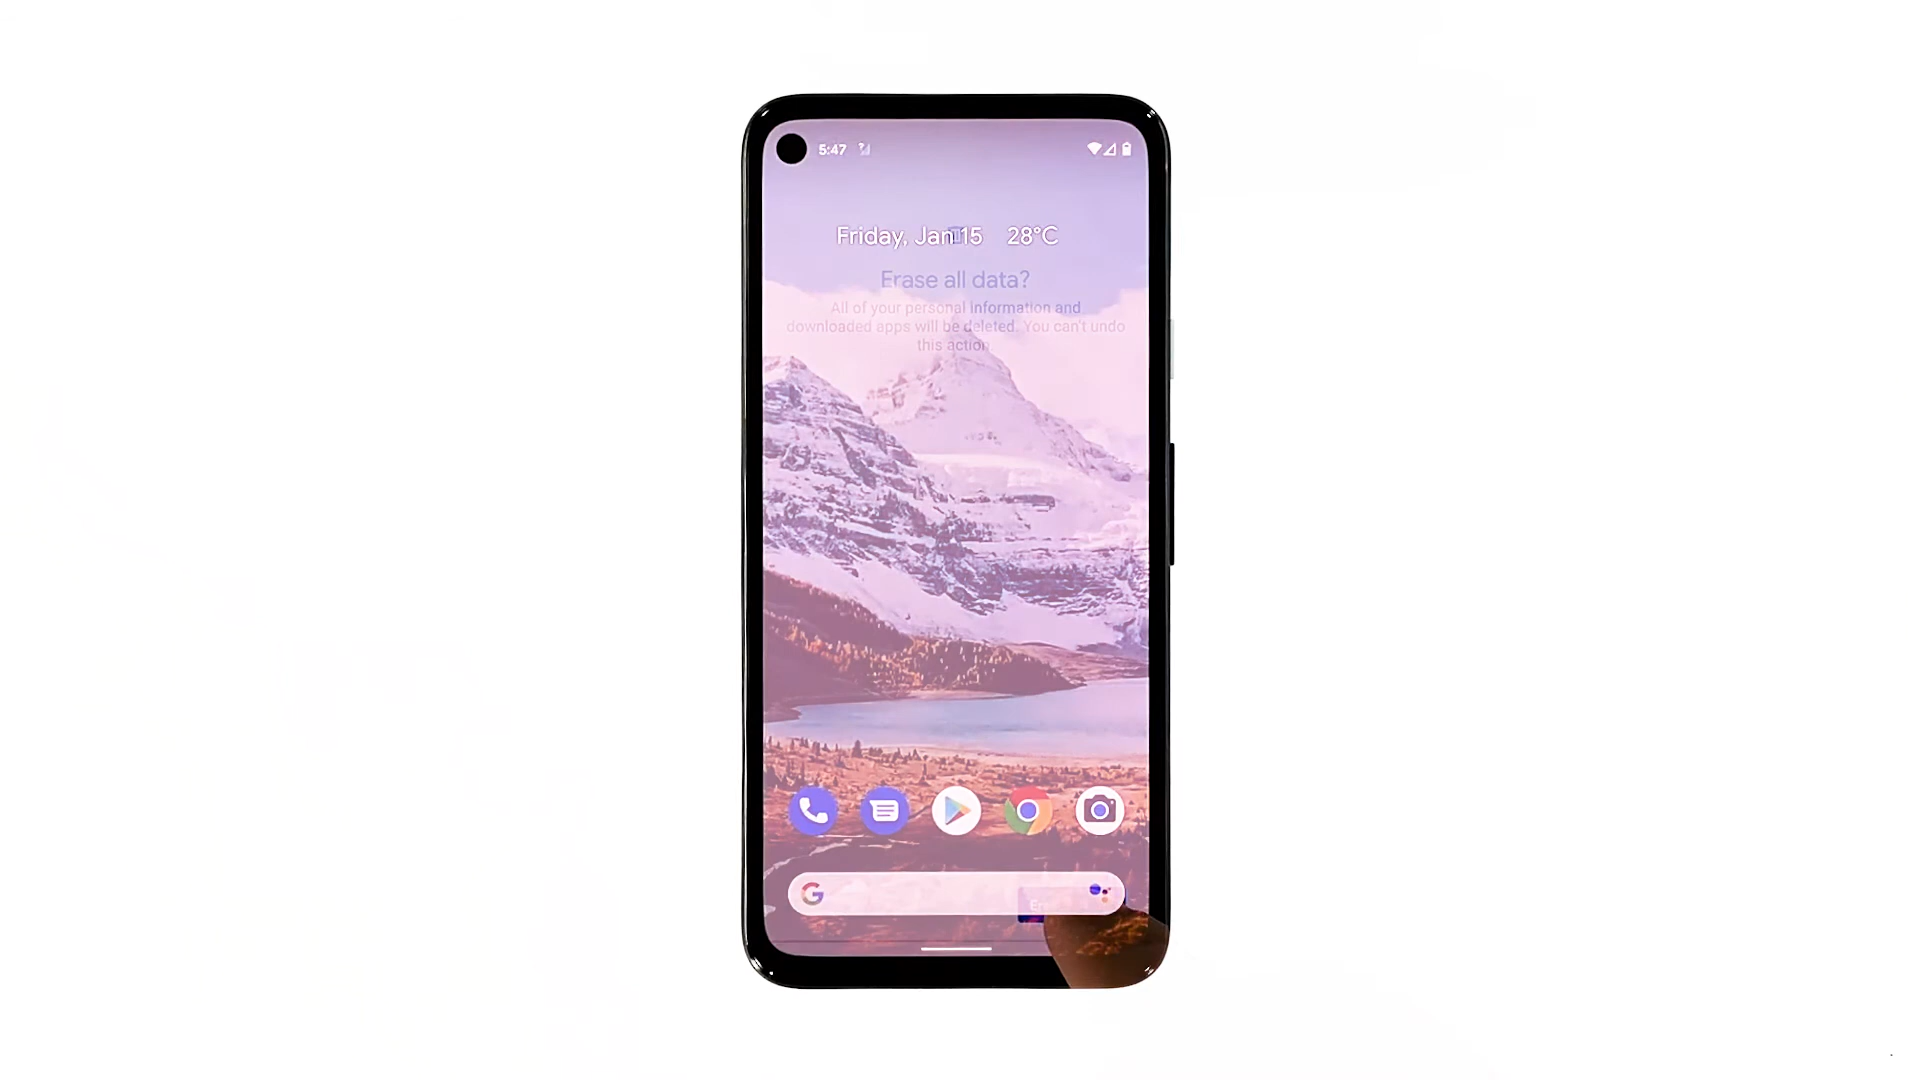 5:47
Friday, Jan 15 28°C
Erase all data?
All of your personal information and
downloaded apps will be deleted. You can't undo
this action.
G